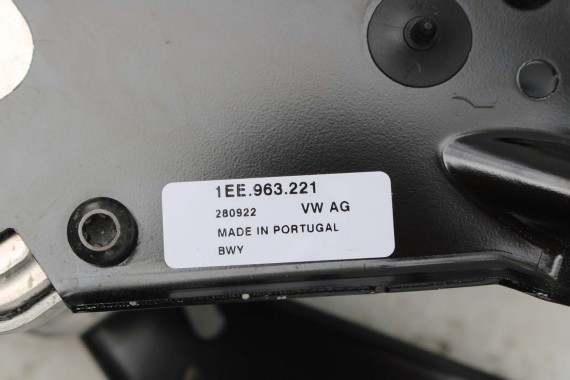 1EE.963.221
280922 VW AG
MADE IN PORTUGAL
BWY